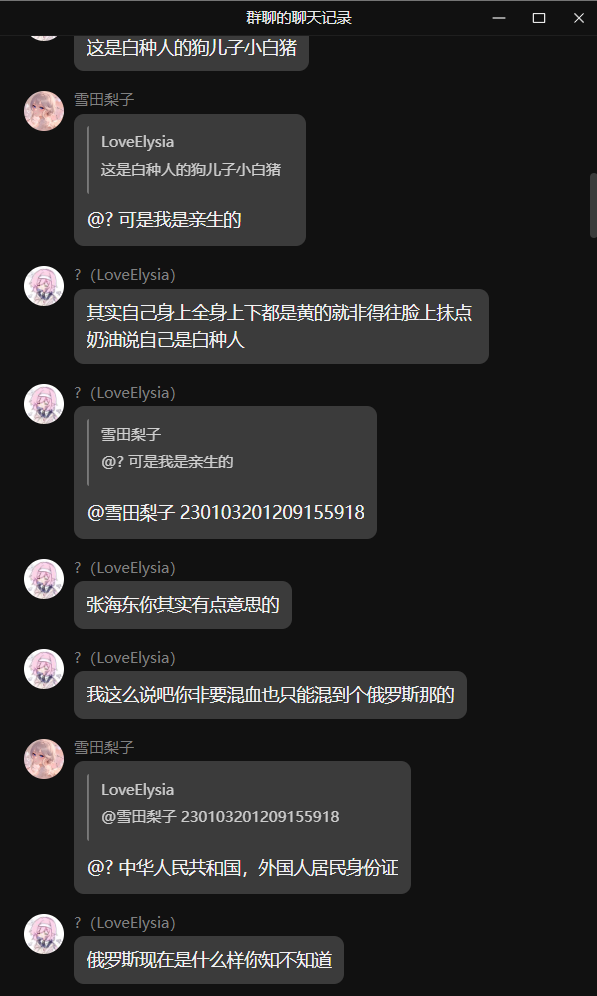 群聊的聊天记录
这是白种人的狗儿子小白猪
雪田梨子
LoveElysia
这是白种人的狗儿子小白猪
@? 可是我是亲生的
?（LoveElysia）
其实自己身上全身上下都是黄的就非得往脸上抹点
奶油说自己是白种人
?（LoveElysia）
雪田梨子
@? 可是我是亲生的
@雪田梨子 230103201209155918
?（LoveElysia）
张海东你其实有点意思的
?（LoveElysia）
我这么说吧你非要混血也只能混到个俄罗斯那的
雪田梨子
LoveElysia
@雪田梨子 230103201209155918
@? 中华人民共和国，外国人居民身份证
?（LoveElysia）
俄罗斯现在是什么样你知不知道